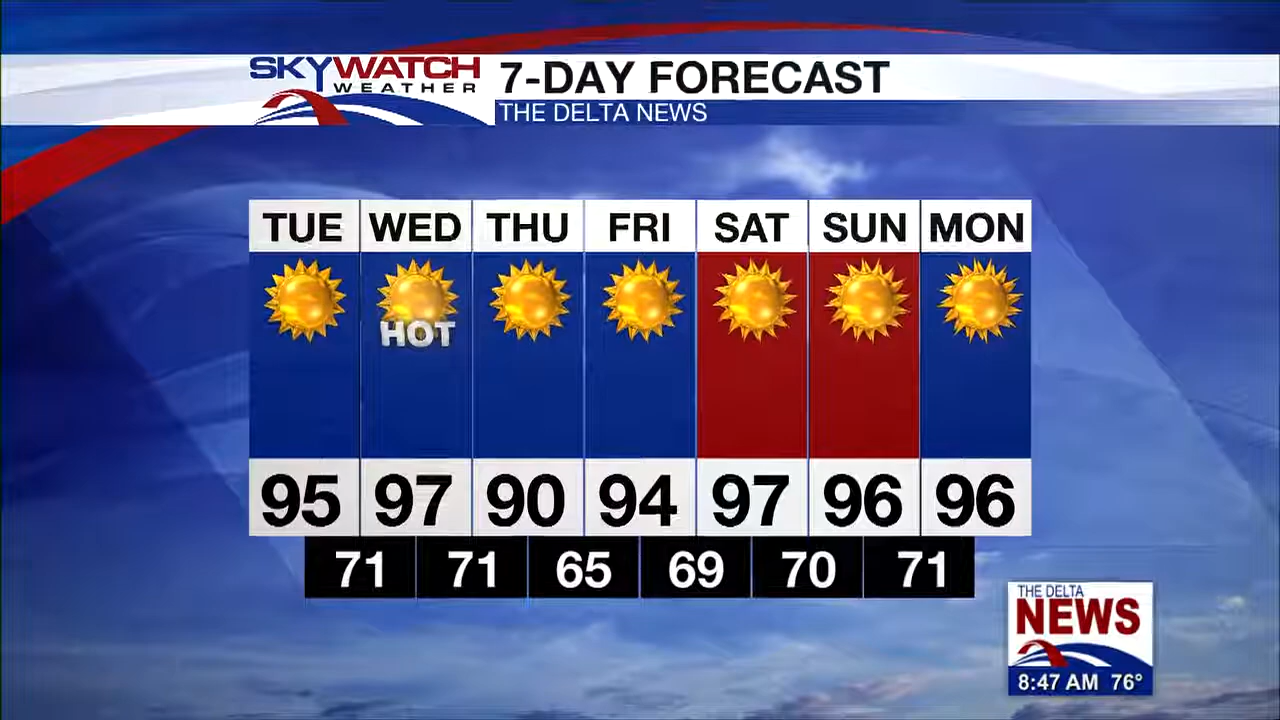 SKYWATCH
WEATHER
7-DAY FORECAST
THE DELTA NEWS
TUE WED THU FRI SAT SUN MON
HOT
95 97 90 94 97 96 96
71 71 65 69 70 71
THE DELTA
NEWS
8:47 AM 76°